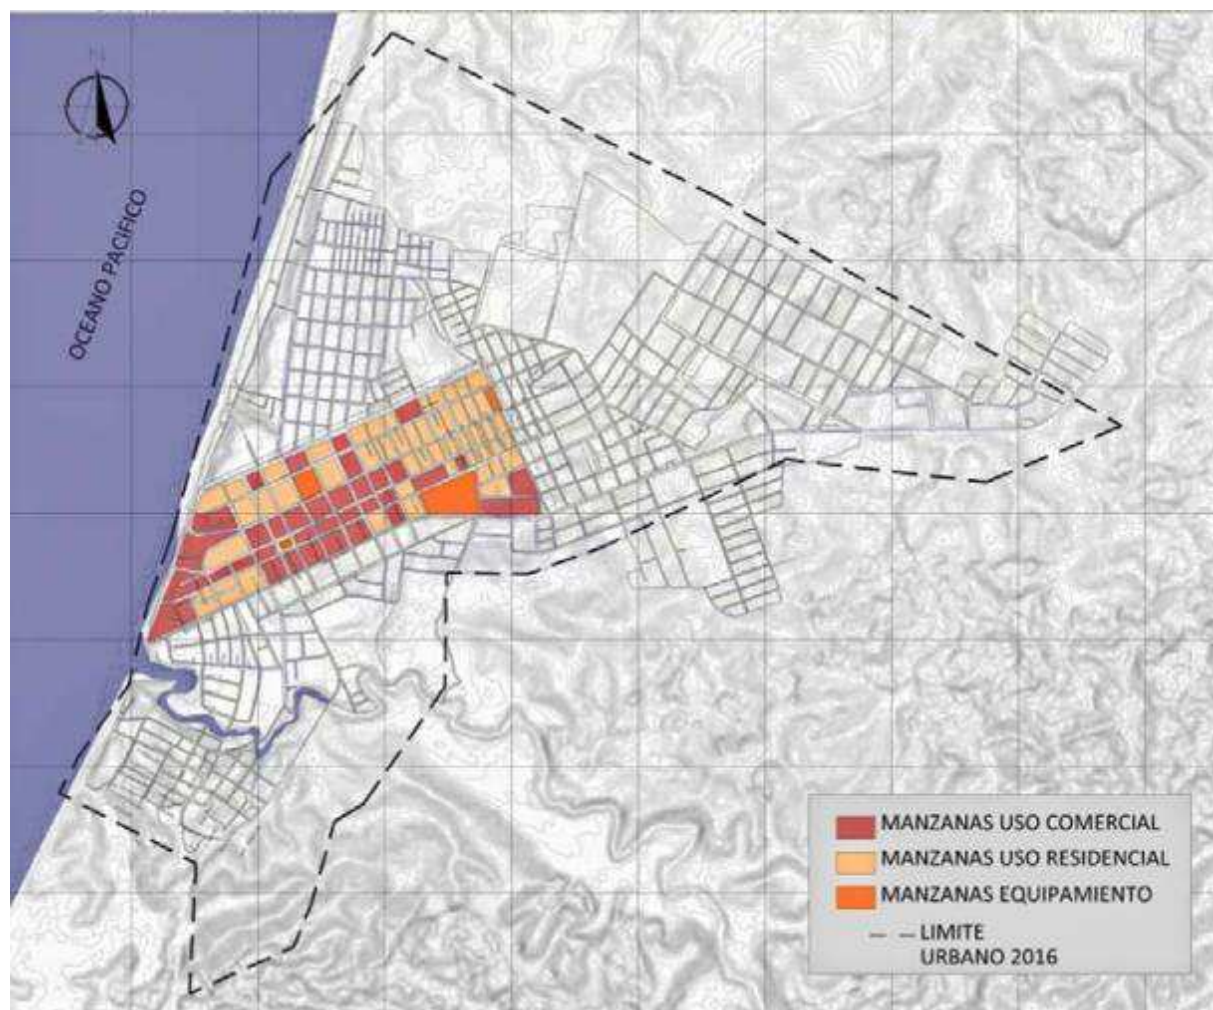 OCEANO PACIFICO
MANZANAS USO COMERCIAL
MANZANAS USO RESIDENCIAL
MANZANAS EQUIPAMIENTO
LIMITE
URBANO 2016